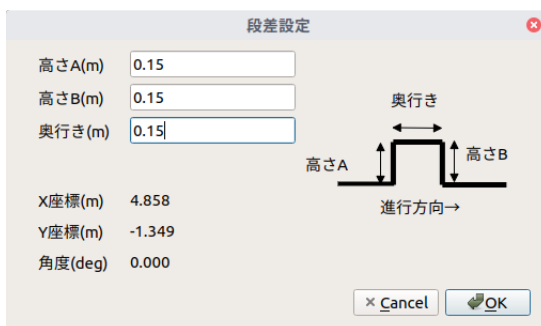 段差設定
高さA(m) 0.15
高さB(m) 0.15
奥行き(m) 0.15
X座標(m) 4.858
Y座標(m) -1.349
角度(deg) 0.000
奥行き
高さA
高さB
進行方向→
× Cancel
OK